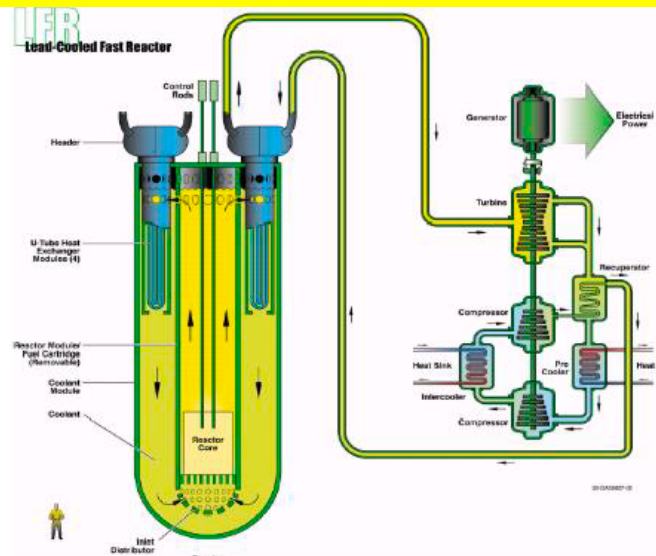 LFR
Lead-Cooled Fast Reactor
Control
Rods
Header
U-Tube Heat
Exchanger
Modules (4)
Reactor Module/
Fuel Cartridge
(Removable)
Coolant
Module
Coolant
Reactor
Core
Inlet
Distributor
Generator
Electrical
Power
Turbine
Recuperator
Compressor
Heat Sink
Pre
Cooler
Heat
Intercooler
Compressor